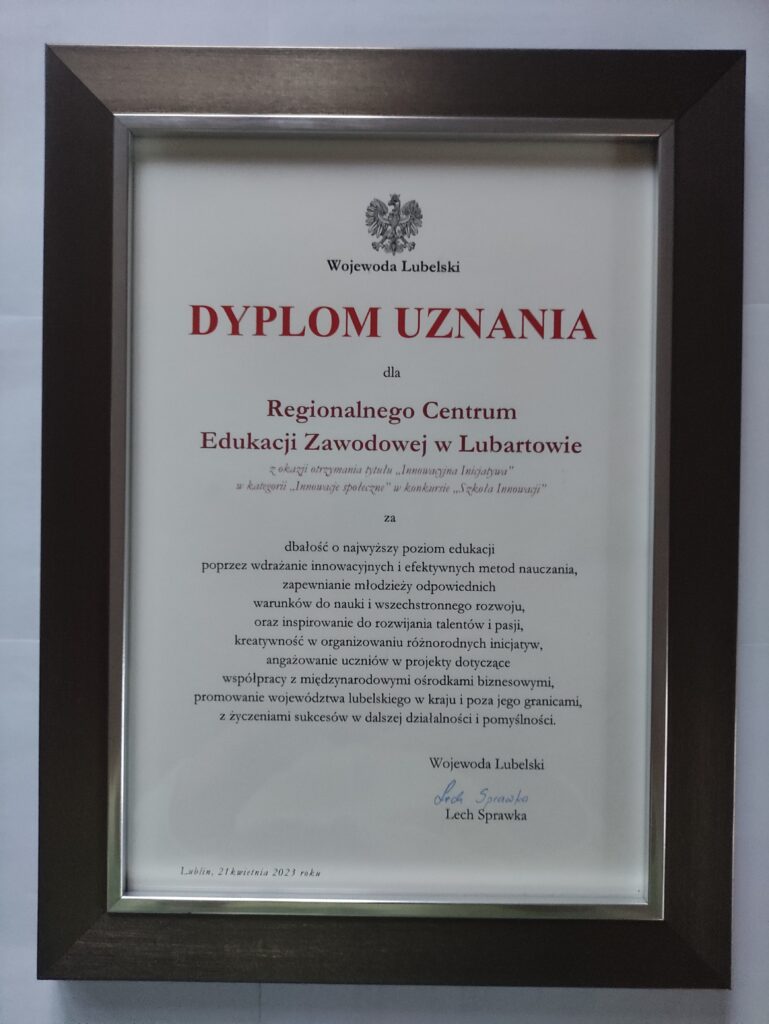 Wojewoda Lubelski
DYPLOM UZNANIA
dla
Regionalnego Centrum
Edukacji Zawodowej w Lubartowie
z okazji otrzymania tytułu „Innowacyjna Inicjatywa”
w kategorii „Innowacje społeczne” w konkursie „Szkoła Innowacji”
za
dbałość o najwyższy poziom edukacji
poprzez wdrażanie innowacyjnych i efektywnych metod nauczania,
zapewnianie młodzieży odpowiednich
warunków do nauki i wszechstronnego rozwoju,
oraz inspirowanie do rozwijania talentów i pasji,
kreatywność w organizowaniu różnorodnych inicjatyw,
angażowanie uczniów w projekty dotyczące
współpracy z międzynarodowymi ośrodkami biznesowymi,
promowanie województwa lubelskiego w kraju i poza jego granicami,
z życzeniami sukcesów w dalszej działalności i pomyślności.
Wojewoda Lubelski
Lech Sprawka
Lech Sprawka
Lublin, 21kwietnia 2023 roku